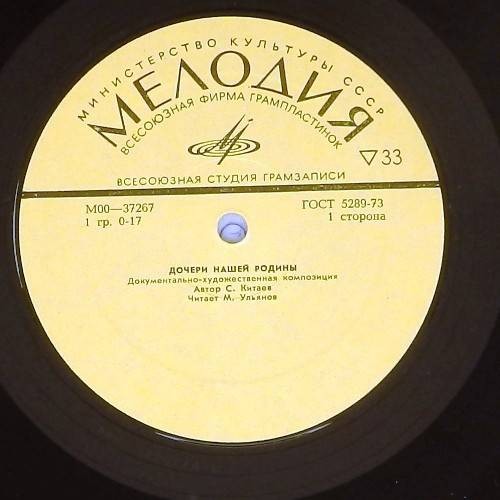 МИНИСТЕРСТВО КУЛЬТУРЫ СССР
МЕЛОДИЯ
ВСЕСОЮЗНАЯ ФИРМА ГРАМПЛАСТИНОК
▽33
ВСЕСОЮЗНАЯ СТУДИЯ ГРАМЗАПИСИ
М00—37267 ГОСТ 5289-73
1 гр. 0-17 1 сторона
ДОЧЕРИ НАШЕЙ РОДИНЫ
Документально-художественная композиция
Автор С. Китаев
Читает М. Ульянов